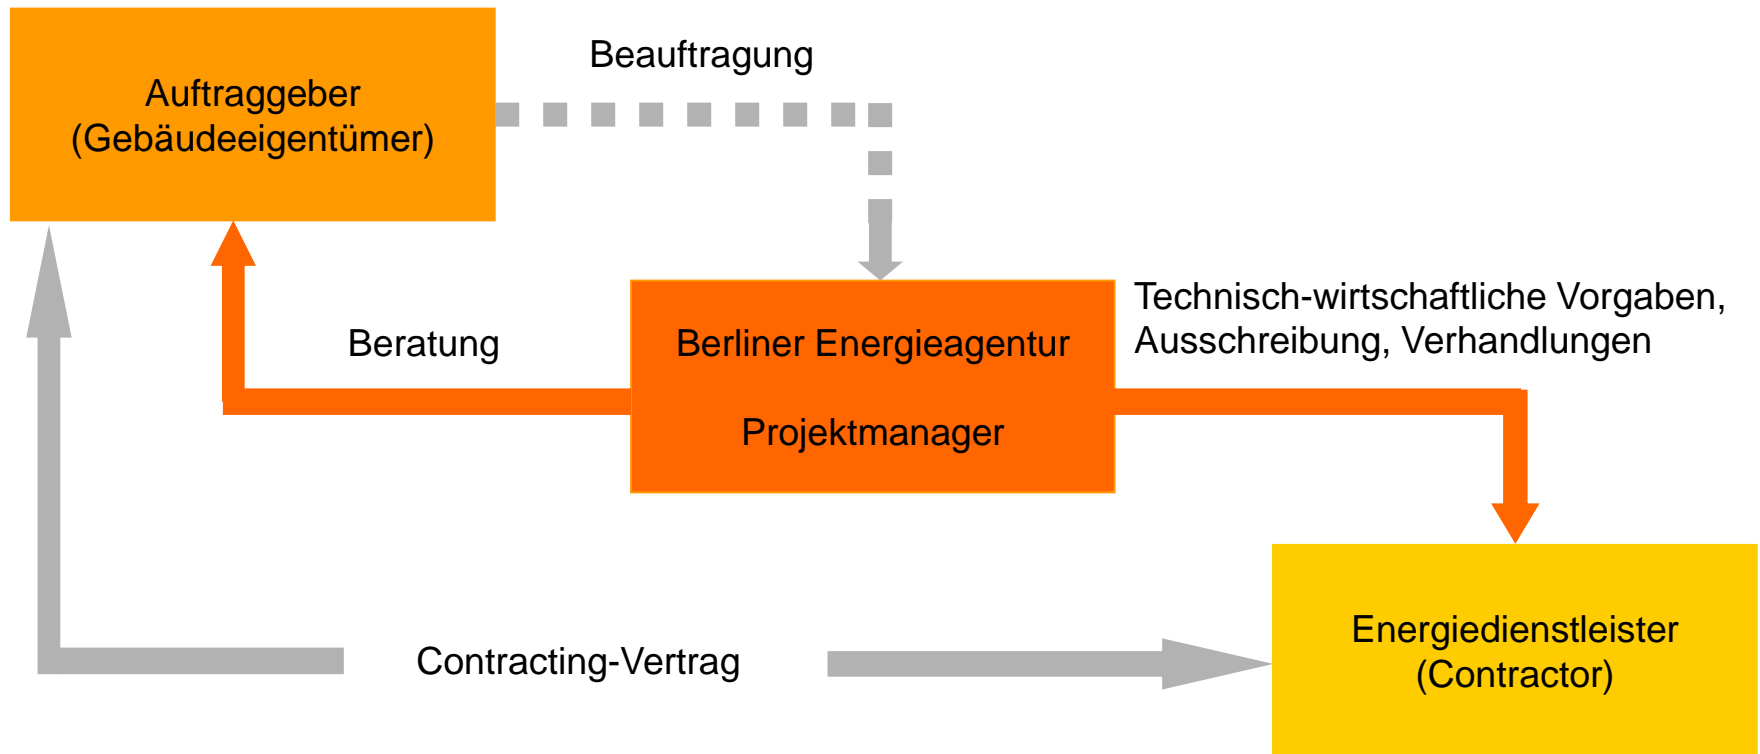 Beauftragung
Auftraggeber
(Gebäudeeigentümer)
Technisch-wirtschaftliche Vorgaben,
Ausschreibung, Verhandlungen
Beratung
Berliner Energieagentur
Projektmanager
Energiedienstleister
(Contractor)
Contracting-Vertrag